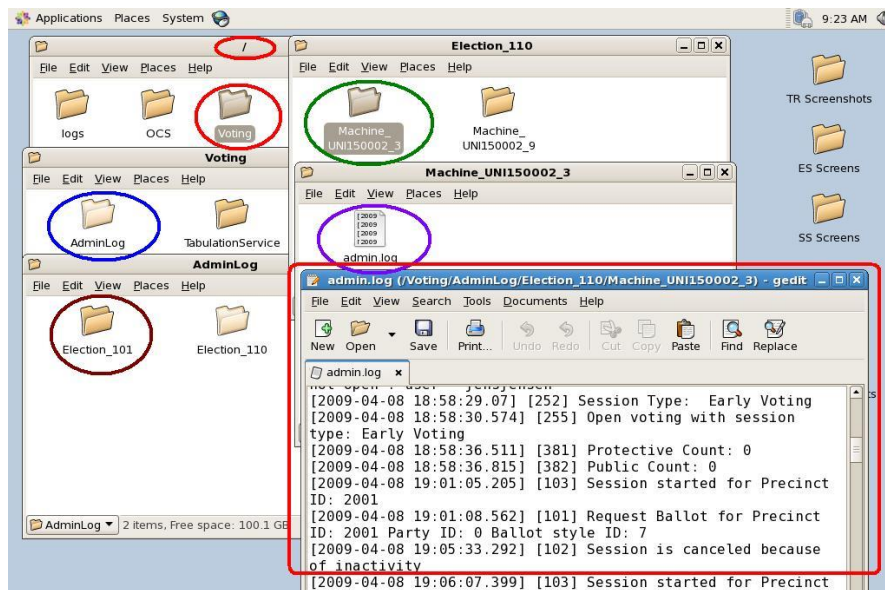 Applications Places System
9:23 AM
/
File Edit View Places Help
logs
OCS
Voting
Voting
File Edit View Places Help
AdminLog
TabulationService
AdminLog
File Edit View Places Help
Election_101
Election_110
AdminLog
2 items, Free space: 100.1 GB
Election_110
File Edit View Places Help
Machine_
UNI150002_3
Machine_
UNI150002_9
Machine_UNI150002_3
File Edit View Places Help
[2009
[2009
[2009
[2009
admin.log
admin.log (/Voting/AdminLog/Election_110/Machine_UNI150002_3) - gedit
File Edit View Search Tools Documents Help
New Open Save Print... Undo Redo Cut Copy Paste Find Replace
admin.log
not open : user
[2009-04-08 18:58:29.07] [252] Session Type: Early Voting
[2009-04-08 18:58:30.574] [255] Open voting with session
type: Early Voting
[2009-04-08 18:58:36.511] [381] Protective Count: 0
[2009-04-08 18:58:36.815] [382] Public Count: 0
[2009-04-08 19:01:05.205] [103] Session started for Precinct
ID: 2001
[2009-04-08 19:01:08.562] [101] Request Ballot for Precinct
ID: 2001 Party ID: 0 Ballot style ID: 7
[2009-04-08 19:05:33.292] [102] Session is canceled because
of inactivity
[2009-04-08 19:06:07.399] [103] Session started for Precinct
TR Screenshots
ES Screens
SS Screens